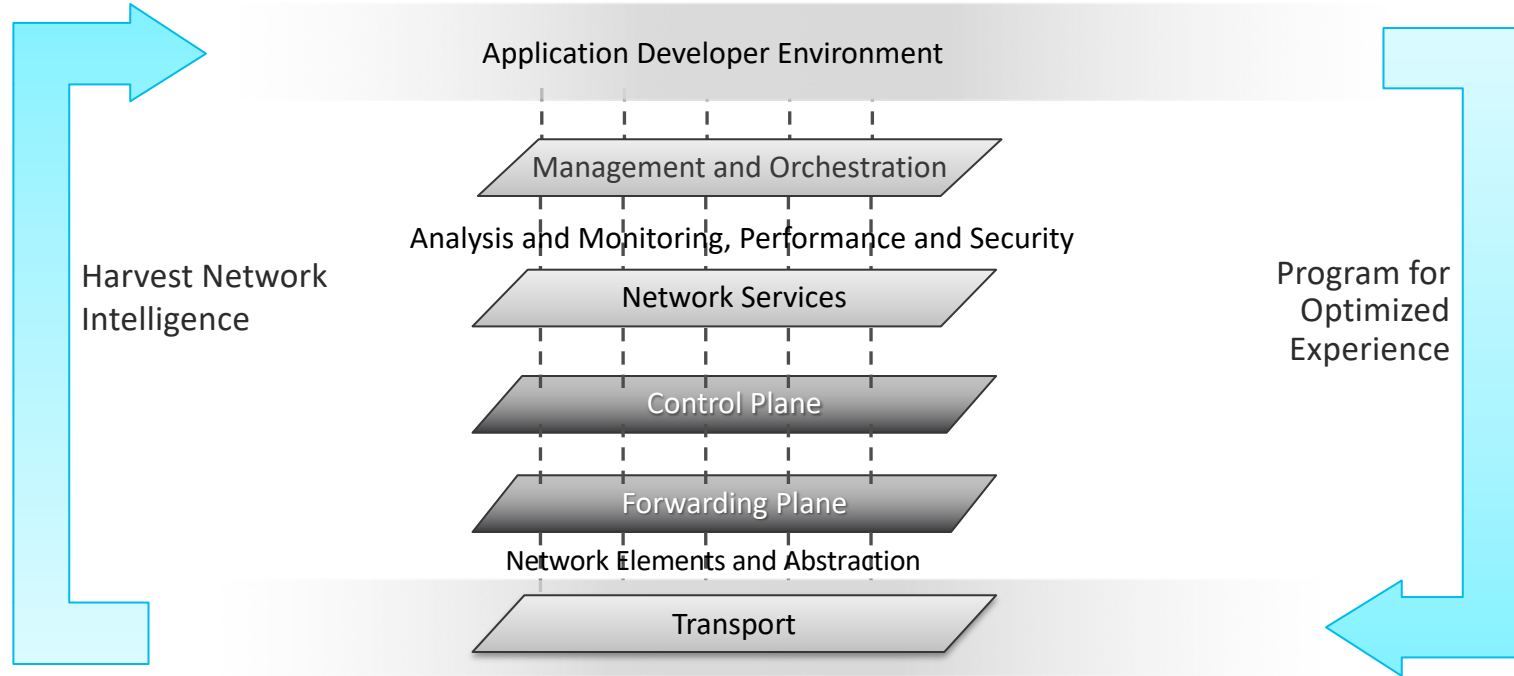 Application Developer Environment
Management and Orchestration
Analysis and Monitoring, Performance and Security
Harvest Network
Intelligence
Network Services
Program for
Optimized
Experience
Control Plane
Forwarding Plane
Network Elements and Abstraction
Transport